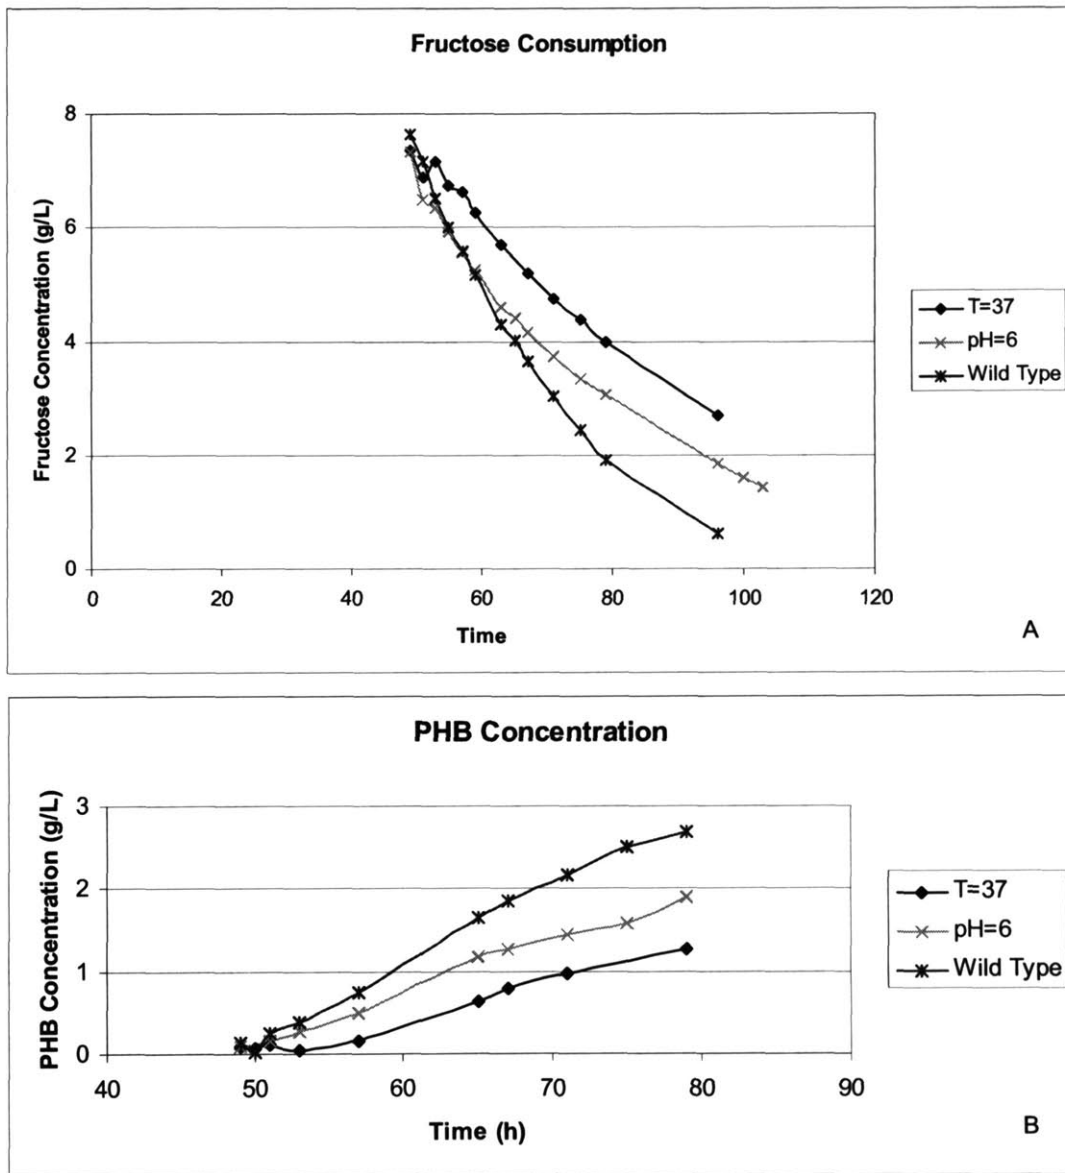 Fructose Consumption
Fructose Concentration (g/L)
8
6
4
2
0
0 20 40 60 80 100 120
Time
T=37
pH=6
Wild Type
A
PHB Concentration
PHB Concentration (g/L)
3
2
1
0
40 50 60 70 80 90
Time (h)
T=37
pH=6
Wild Type
B